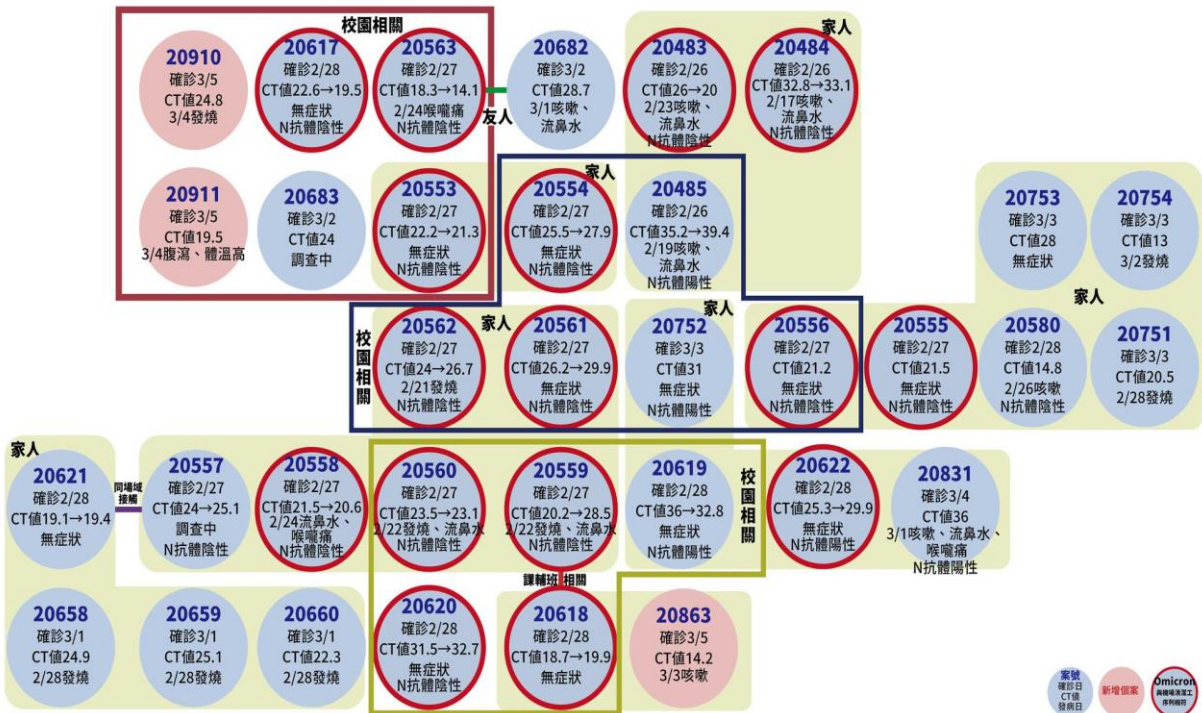 校園相關
家人
20910
確診3/5
CT值24.8
3/4發燒
20617
確診2/28
CT值22.6→19.5
無症狀
N抗體陰性
20563
確診2/27
CT值18.3→14.1
2/24喉嚨痛
N抗體陰性
友人
20682
確診3/2
CT值28.7
3/1咳嗽、
流鼻水
20483
確診2/26
CT值26→20
2/23咳嗽、
流鼻水
N抗體陰性
20484
確診2/26
CT值32.8→33.1
2/17咳嗽、
流鼻水
N抗體陰性
20911
確診3/5
CT值19.5
3/4腹瀉、體溫高
20683
確診3/2
CT值24
調查中
20553
確診2/27
CT值22.2→21.3
無症狀
N抗體陰性
家人
20554
確診2/27
CT值25.5→27.9
無症狀
N抗體陰性
20485
確診2/26
CT值35.2→39.4
2/19咳嗽、
流鼻水
N抗體陽性
20753
確診3/3
CT值28
無症狀
20754
確診3/3
CT值13
3/2發燒
校園相關
20562
確診2/27
CT值24→26.7
2/21發燒
N抗體陰性
家人
20561
確診2/27
CT值26.2→29.9
無症狀
N抗體陰性
20752
確診3/3
CT值31
無症狀
N抗體陽性
家人
20556
確診2/27
CT值21.2
無症狀
N抗體陰性
20555
確診2/27
CT值21.5
無症狀
N抗體陰性
家人
20580
確診2/28
CT值14.8
2/26咳嗽
N抗體陰性
20751
確診3/3
CT值20.5
2/28發燒
家人
20621
確診2/28
CT值19.1→19.4
無症狀
同場域
接觸
20557
確診2/27
CT值24→25.1
調查中
N抗體陰性
20558
確診2/27
CT值21.5→20.6
2/24流鼻水、
喉嚨痛
N抗體陰性
20560
確診2/27
CT值23.5→23.1
2/22發燒、流鼻水
N抗體陰性
20559
確診2/27
CT值20.2→28.5
2/22發燒、流鼻水
N抗體陰性
20619
確診2/28
CT值36→32.8
無症狀
N抗體陽性
校園相關
20622
確診2/28
CT值25.3→29.9
無症狀
N抗體陽性
20831
確診3/4
CT值36
3/1咳嗽、流鼻水、
喉嚨痛
N抗體陽性
課輔班 相關
20658
確診3/1
CT值24.9
2/28發燒
20659
確診3/1
CT值25.1
2/28發燒
20660
確診3/1
CT值22.3
2/28發燒
20620
確診2/28
CT值31.5→32.7
無症狀
N抗體陰性
20618
確診2/28
CT值18.7→19.9
無症狀
20863
確診3/5
CT值14.2
3/3咳嗽
案號
確診日
CT值
發病日
新增個案
Omicron
與機場清潔工
序列相符